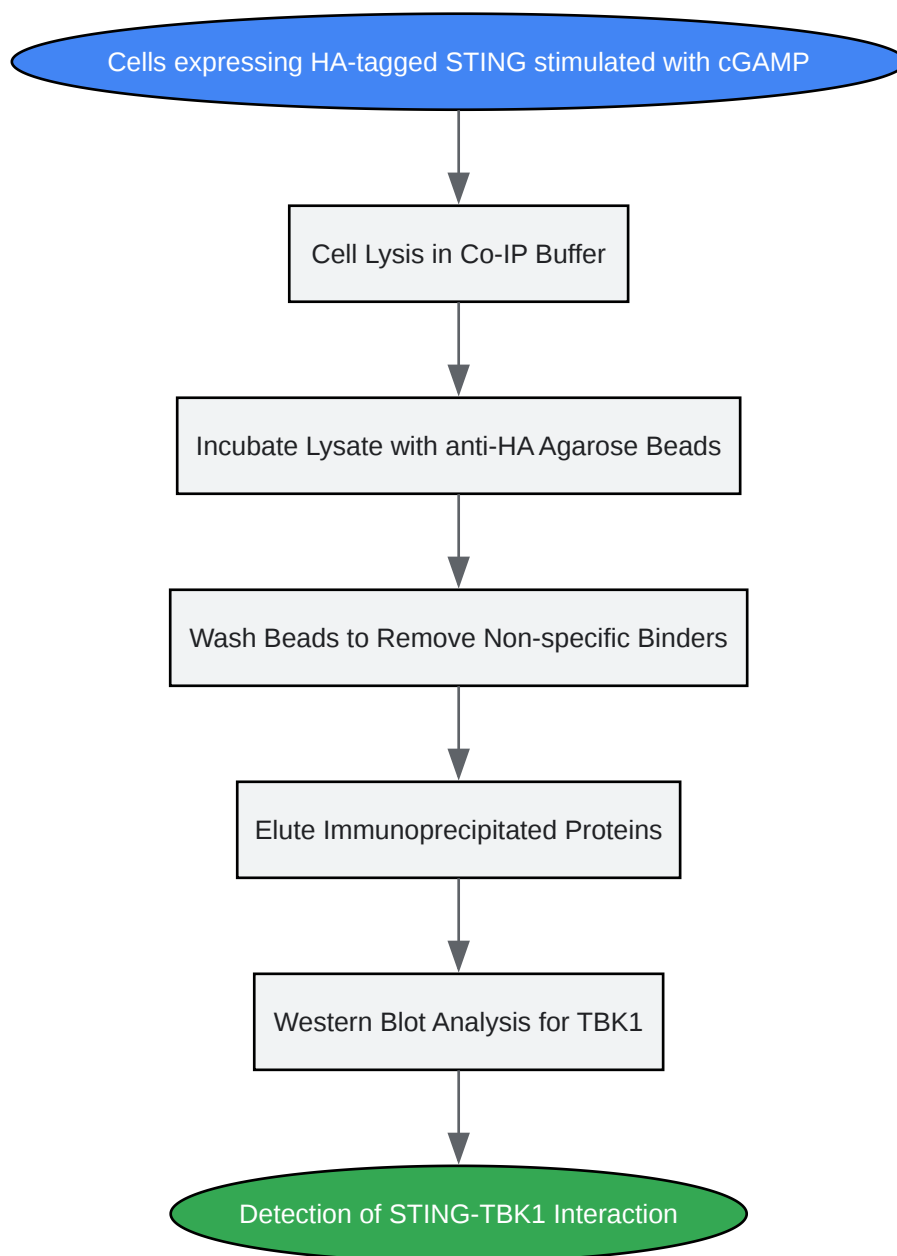 Cells expressing HA-tagged STING stimulated with cGAMP
Cell Lysis in Co-IP Buffer
Incubate Lysate with anti-HA Agarose Beads
Wash Beads to Remove Non-specific Binders
Elute Immunoprecipitated Proteins
Western Blot Analysis for TBK1
Detection of STING-TBK1 Interaction